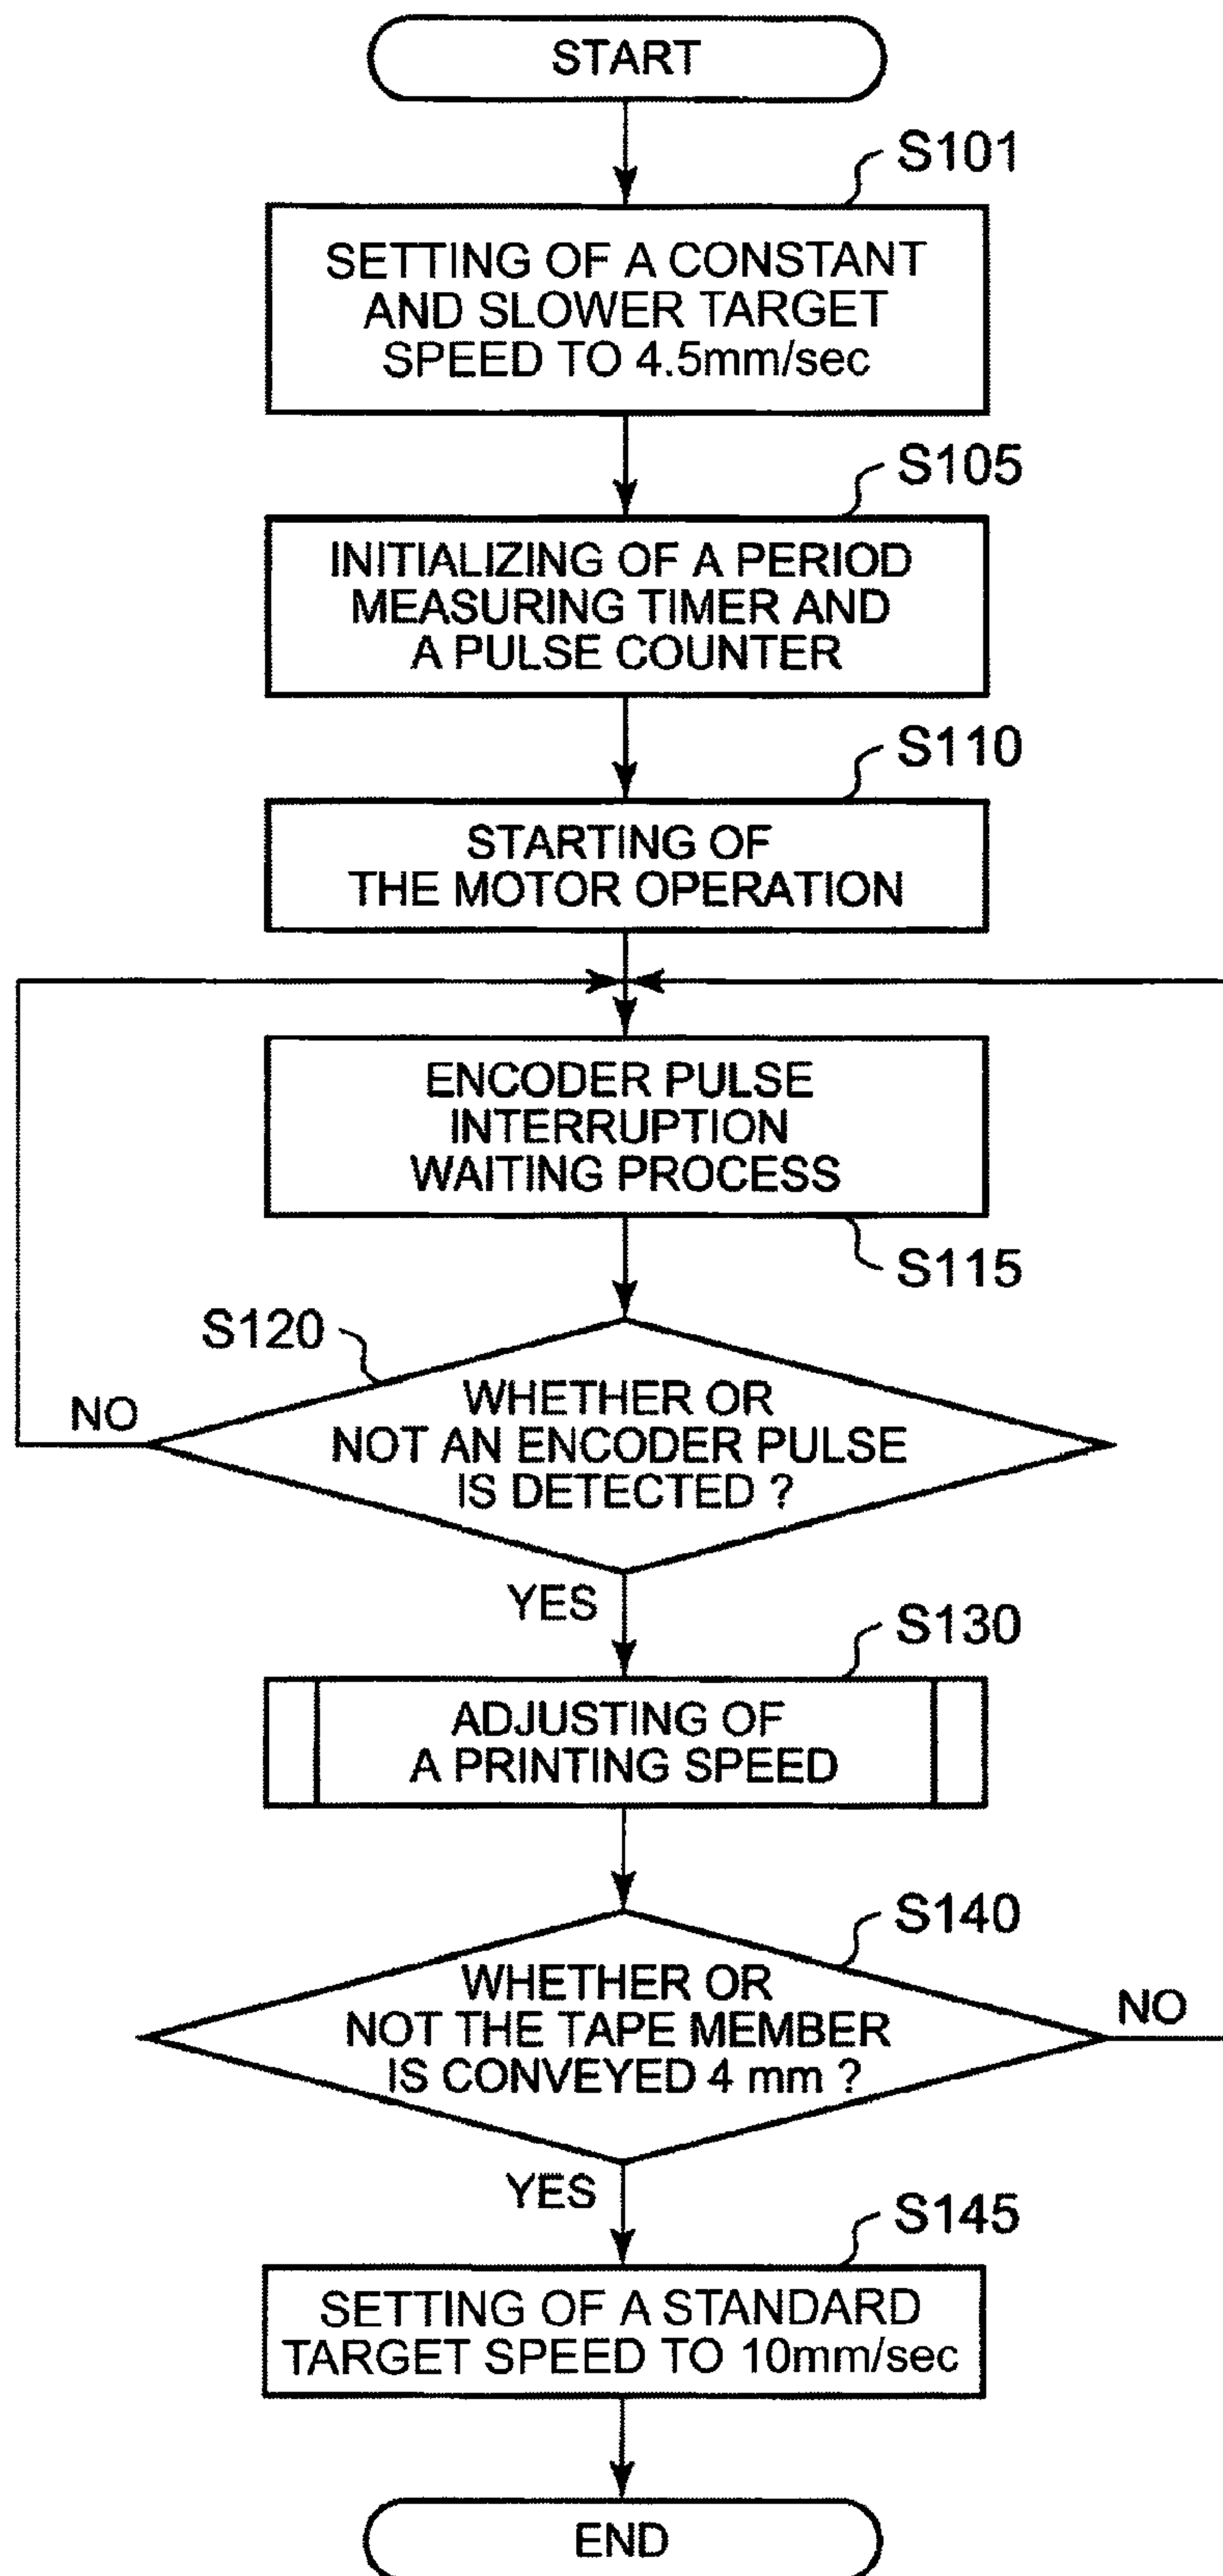 START
S101
SETTING OF A CONSTANT
AND SLOWER TARGET
SPEED TO 4.5mm/sec
S105
INITIALIZING OF A PERIOD
MEASURING TIMER AND
A PULSE COUNTER
S110
STARTING OF
THE MOTOR OPERATION
ENCODER PULSE
INTERRUPTION
WAITING PROCESS
S115
S120
WHETHER OR
NOT AN ENCODER PULSE
IS DETECTED ?
NO
YES
S130
ADJUSTING OF
A PRINTING SPEED
S140
WHETHER OR
NOT THE TAPE MEMBER
IS CONVEYED 4 mm ?
NO
YES
S145
SETTING OF A STANDARD
TARGET SPEED TO 10mm/sec
END